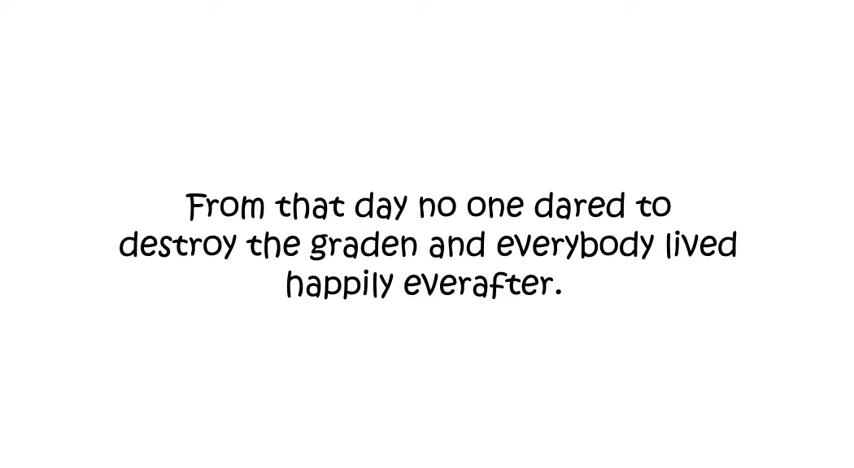 From that day no one dared to
destroy the graden and everybody lived
happily everafter.